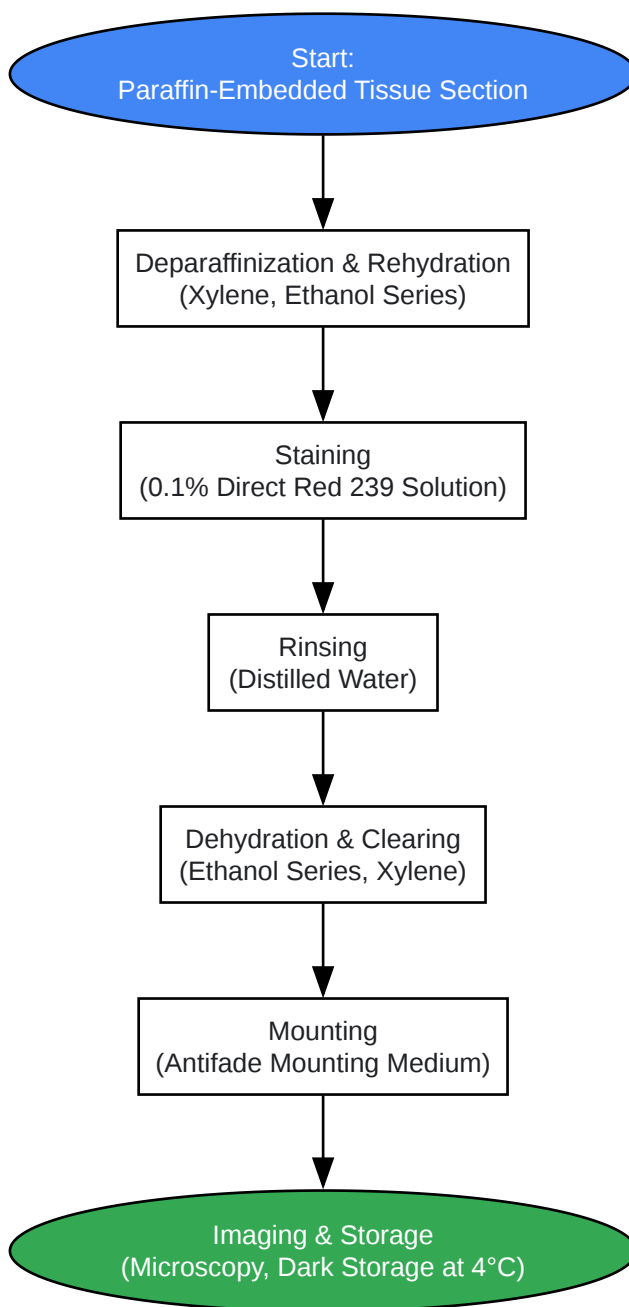 Start:
Paraffin-Embedded Tissue Section
Deparaffinization & Rehydration
(Xylene, Ethanol Series)
Staining
(0.1% Direct Red 239 Solution)
Rinsing
(Distilled Water)
Dehydration & Clearing
(Ethanol Series, Xylene)
Mounting
(Antifade Mounting Medium)
Imaging & Storage
(Microscopy, Dark Storage at 4°C)